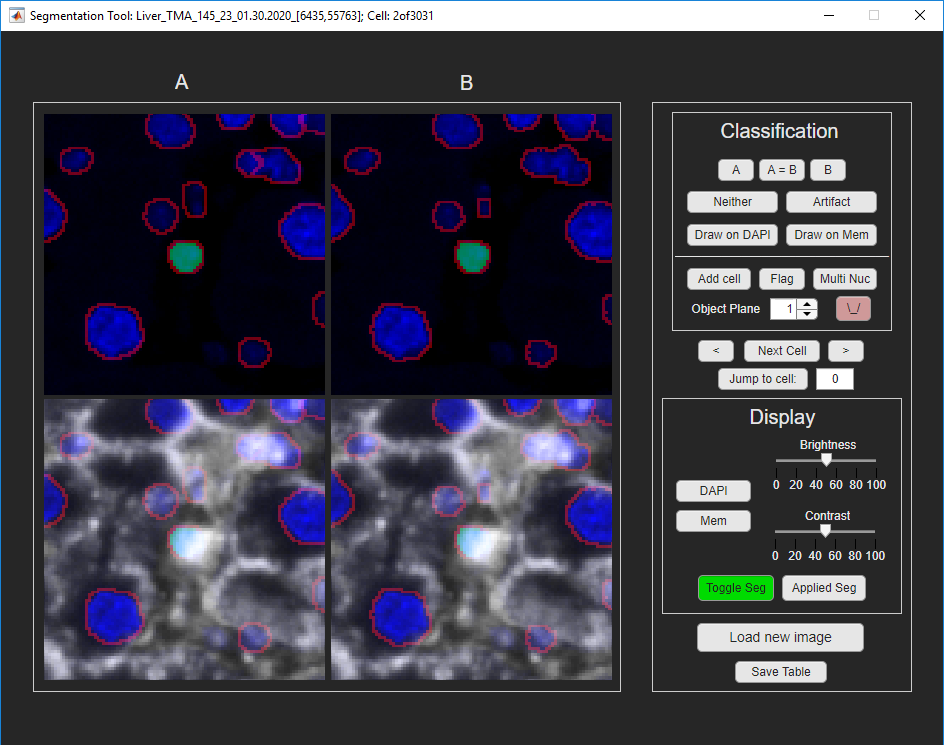 Segmentation Tool: Liver_TMA_145_23_01.30.2020_[6435,55763]; Cell: 2of3031
A
B
Classification
A
A = B
B
Neither
Artifact
Draw on DAPI
Draw on Mem
Add cell
Flag
Multi Nuc
Object Plane
1
\_/
<
Next Cell
>
Jump to cell:
0
Display
Brightness
0 20 40 60 80 100
DAPI
Mem
Contrast
0 20 40 60 80 100
Toggle Seg
Applied Seg
Load new image
Save Table